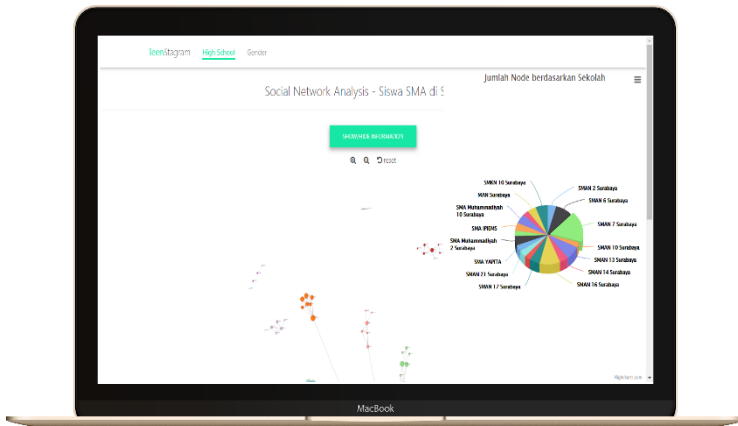 TeenStagram High School Gender
Jumlah Node berdasarkan Sekolah
Social Network Analysis - Siswa SMA di S
SHOW/HIDE INFORMATION
reset
SMKN 10 Surabaya
MAN Surabaya
SMA Muhammadiyah
10 Surabaya
SMA IPIEMS
SMA Muhammadiyah
2 Surabaya
SMA YAPITA
SMAN 21 Surabaya
SMAN 17 Surabaya
SMAN 2 Surabaya
SMAN 6 Surabaya
SMAN 7 Surabaya
SMAN 10 Surabaya
SMAN 13 Surabaya
SMAN 14 Surabaya
SMAN 16 Surabaya
Highcharts.com
MacBook